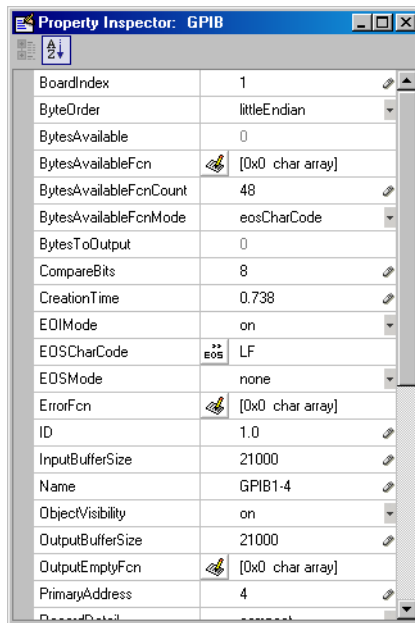 Property Inspector: GPIB
BoardIndex 1
ByteOrder littleEndian
BytesAvailable 0
BytesAvailableFcn [0x0 char array]
BytesAvailableFcnCount 48
BytesAvailableFcnMode eosCharCode
BytesToOutput 0
CompareBits 8
CreationTime 0.738
EOIMode on
EOSCharCode EOS LF
EOSMode none
ErrorFcn [0x0 char array]
ID 1.0
InputBufferSize 21000
Name GPIB1-4
ObjectVisibility on
OutputBufferSize 21000
OutputEmptyFcn [0x0 char array]
PrimaryAddress 4
RecordDetail compact